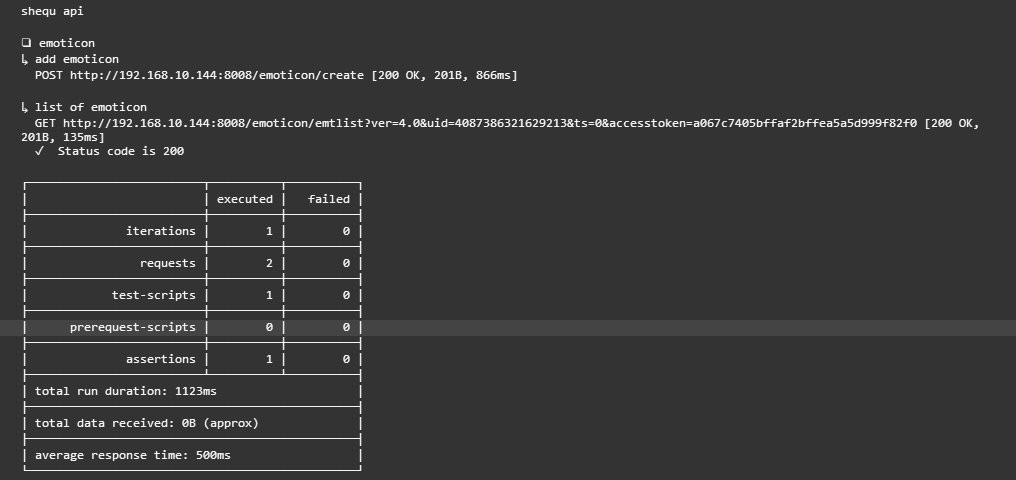 shequ api
❏ emoticon
↳ add emoticon
POST http://192.168.10.144:8008/emoticon/create [200 OK, 201B, 866ms]
↳ list of emoticon
GET http://192.168.10.144:8008/emoticon/emtlist?ver=4.0&uid=4087386321629213&ts=0&accesstoken=a067c7405bffaf2bffea5a5d999f82f0 [200 OK,
201B, 135ms]
✓ Status code is 200
executed failed
iterations 1 0
requests 2 0
test-scripts 1 0
prerequest-scripts 0 0
assertions 1 0
total run duration: 1123ms
total data received: 0B (approx)
average response time: 500ms